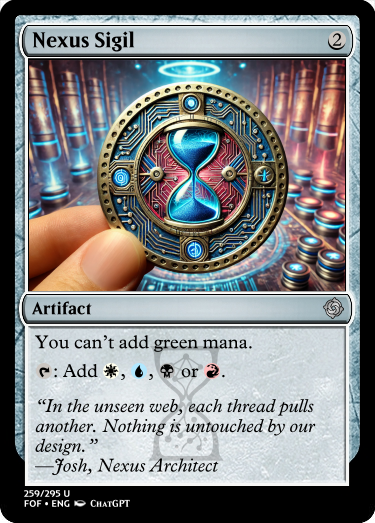 Nexus Sigil 2
Artifact
You can't add green mana.
: Add , , or .
“In the unseen web, each thread pulls
another. Nothing is untouched by our
design.”
—Josh, Nexus Architect
259/295 U
FOF • ENG ChatGPT